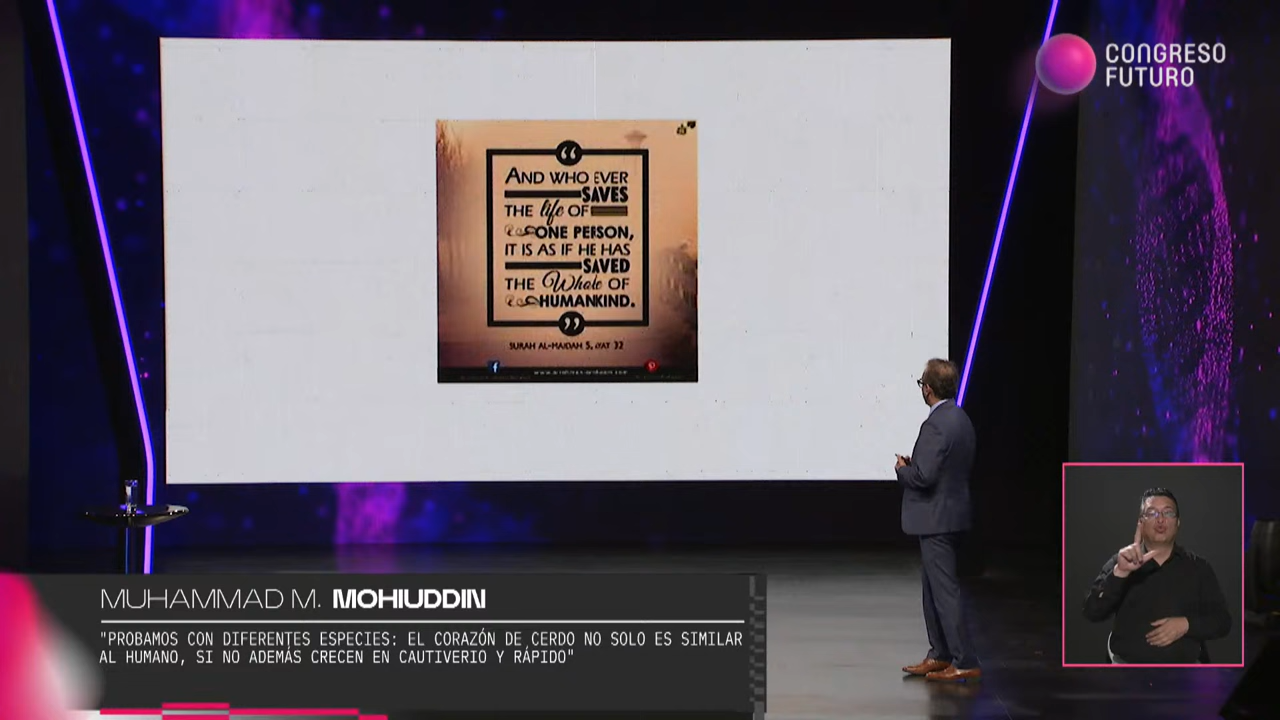 CONGRESO
FUTURO
“
AND WHO EVER
SAVES
THE life OF
ONE PERSON,
IT IS AS IF HE HAS
SAVED
THE Whole OF
HUMANKIND.
”
SURAH AL-MAIDAH 5, AYAT 32
f
MUHAMMAD M. MOHIUDDIN
"PROBAMOS CON DIFERENTES ESPECIES: EL CORAZÓN DE CERDO NO SOLO ES SIMILAR
AL HUMANO, SI NO ADEMÁS CRECEN EN CAUTIVERIO Y RÁPIDO"